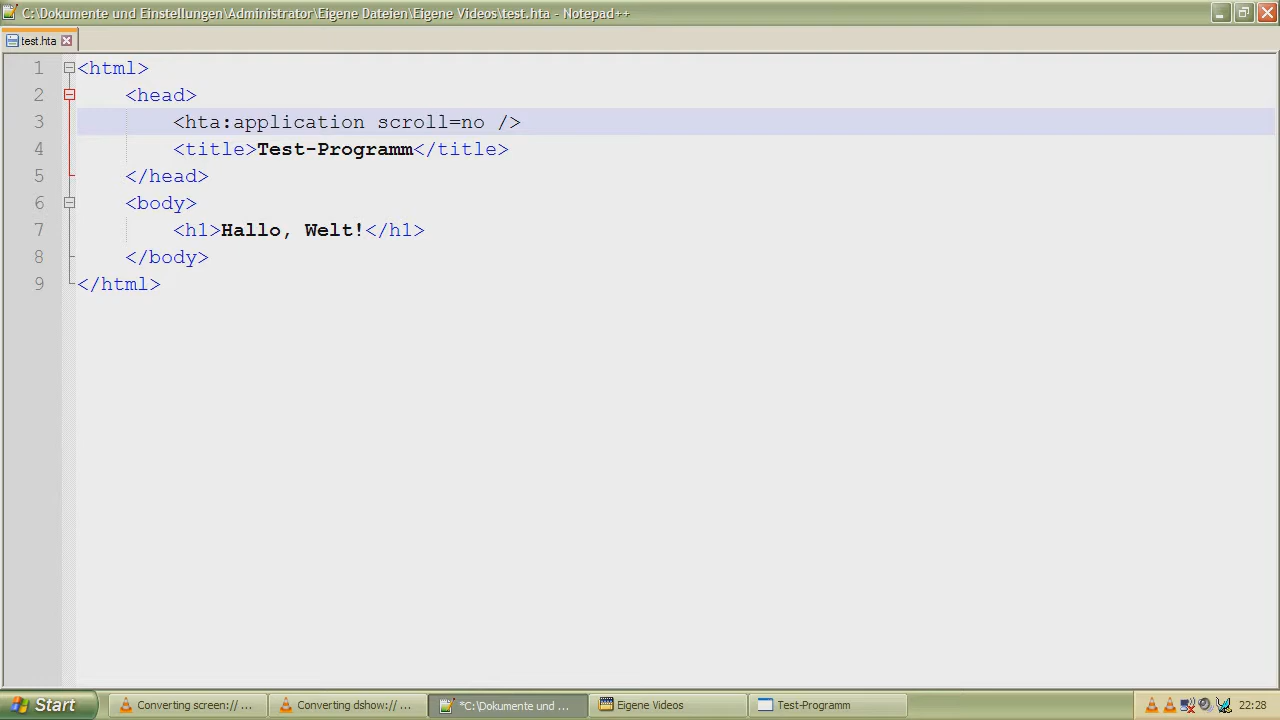 C:\Dokumente und Einstellungen\Administrator\Eigene Dateien\Eigene Videos\test.hta - Notepad++
test.hta
1 <html>
2 <head>
3 <hta:application scroll=no />
4 <title>Test-Programm</title>
5 </head>
6 <body>
7 <h1>Hallo, Welt!</h1>
8 </body>
9 </html>
Start Converting screen:// ... Converting dshow:// ... *C:\Dokumente und ... Eigene Videos Test-Programm 22:28